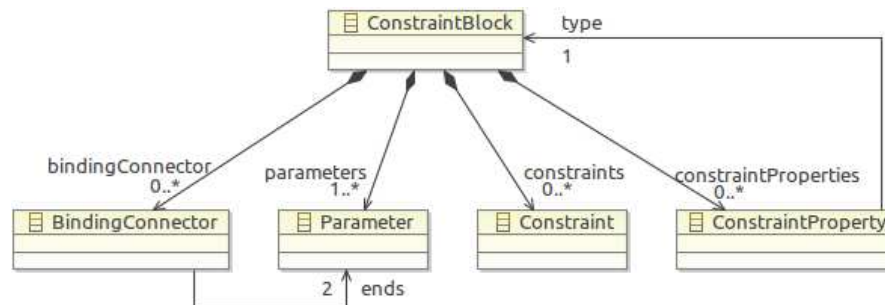 ConstraintBlock
type
1
bindingConnector
0..*
parameters
1..*
constraints
0..*
constraintProperties
0..*
BindingConnector
Parameter
Constraint
ConstraintProperty
2 ends